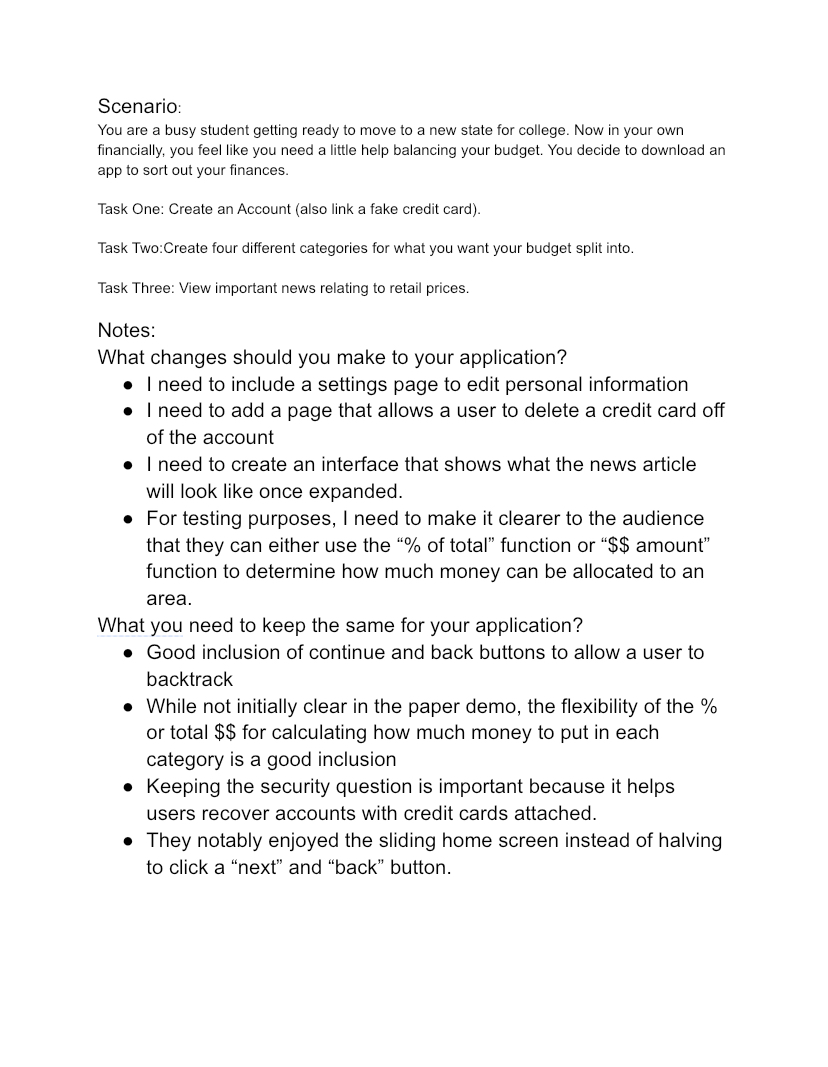 Scenario:
You are a busy student getting ready to move to a new state for college. Now in your own
financially, you feel like you need a little help balancing your budget. You decide to download an
app to sort out your finances.
Task One: Create an Account (also link a fake credit card).
Task Two:Create four different categories for what you want your budget split into.
Task Three: View important news relating to retail prices.
Notes:
What changes should you make to your application?
● I need to include a settings page to edit personal information
● I need to add a page that allows a user to delete a credit card off
of the account
● I need to create an interface that shows what the news article
will look like once expanded.
● For testing purposes, I need to make it clearer to the audience
that they can either use the “% of total” function or “$$ amount”
function to determine how much money can be allocated to an
area.
What you need to keep the same for your application?
● Good inclusion of continue and back buttons to allow a user to
backtrack
● While not initially clear in the paper demo, the flexibility of the %
or total $$ for calculating how much money to put in each
category is a good inclusion
● Keeping the security question is important because it helps
users recover accounts with credit cards attached.
● They notably enjoyed the sliding home screen instead of halving
to click a “next” and “back” button.